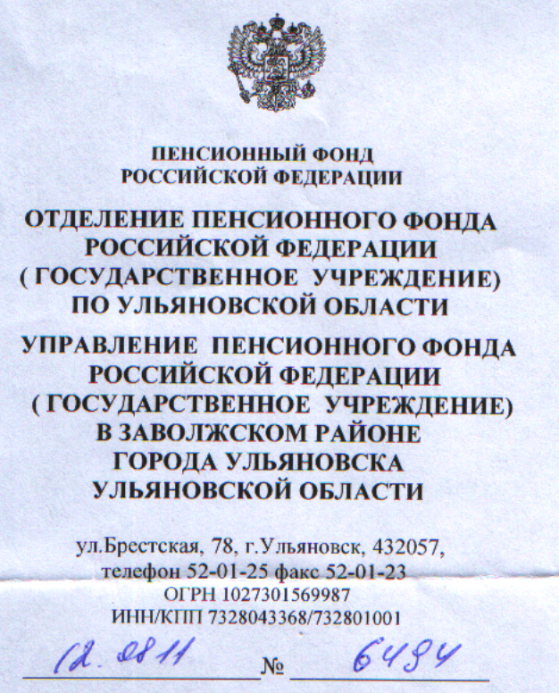 ПЕНСИОННЫЙ ФОНД
РОССИЙСКОЙ ФЕДЕРАЦИИ
ОТДЕЛЕНИЕ ПЕНСИОННОГО ФОНДА
РОССИЙСКОЙ ФЕДЕРАЦИИ
( ГОСУДАРСТВЕННОЕ УЧРЕЖДЕНИЕ)
ПО УЛЬЯНОВСКОЙ ОБЛАСТИ
УПРАВЛЕНИЕ ПЕНСИОННОГО ФОНДА
РОССИЙСКОЙ ФЕДЕРАЦИИ
( ГОСУДАРСТВЕННОЕ УЧРЕЖДЕНИЕ)
В ЗАВОЛЖСКОМ РАЙОНЕ
ГОРОДА УЛЬЯНОВСКА
УЛЬЯНОВСКОЙ ОБЛАСТИ
ул.Брестская, 78, г.Ульяновск, 432057,
телефон 52-01-25 факс 52-01-23
ОГРН 1027301569987
ИНН/КПП 7328043368/732801001
12.0811 № 6494